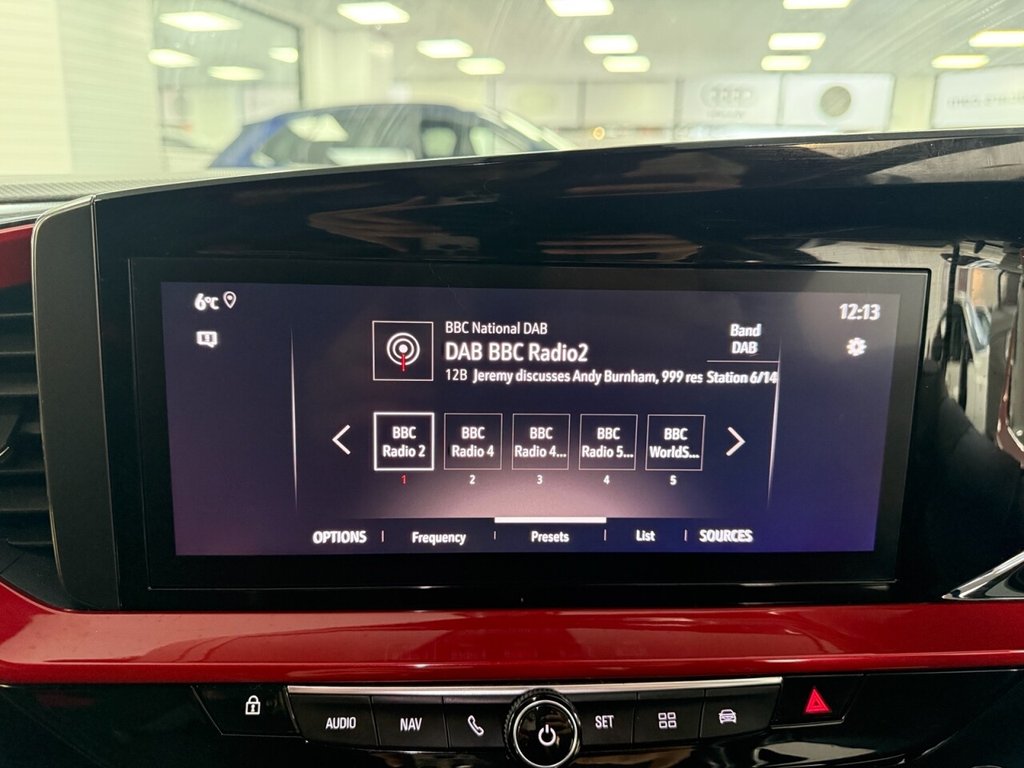 6°C
12:13
BBC National DAB
DAB BBC Radio2
12B Jeremy discusses Andy Burnham, 999 res
Band
DAB
Station 6/14
BBC
Radio 2
BBC
Radio 4
BBC
Radio 4...
BBC
Radio 5...
BBC
WorldS...
1 2 3 4 5
OPTIONS Frequency Presets List SOURCES
AUDIO NAV SET